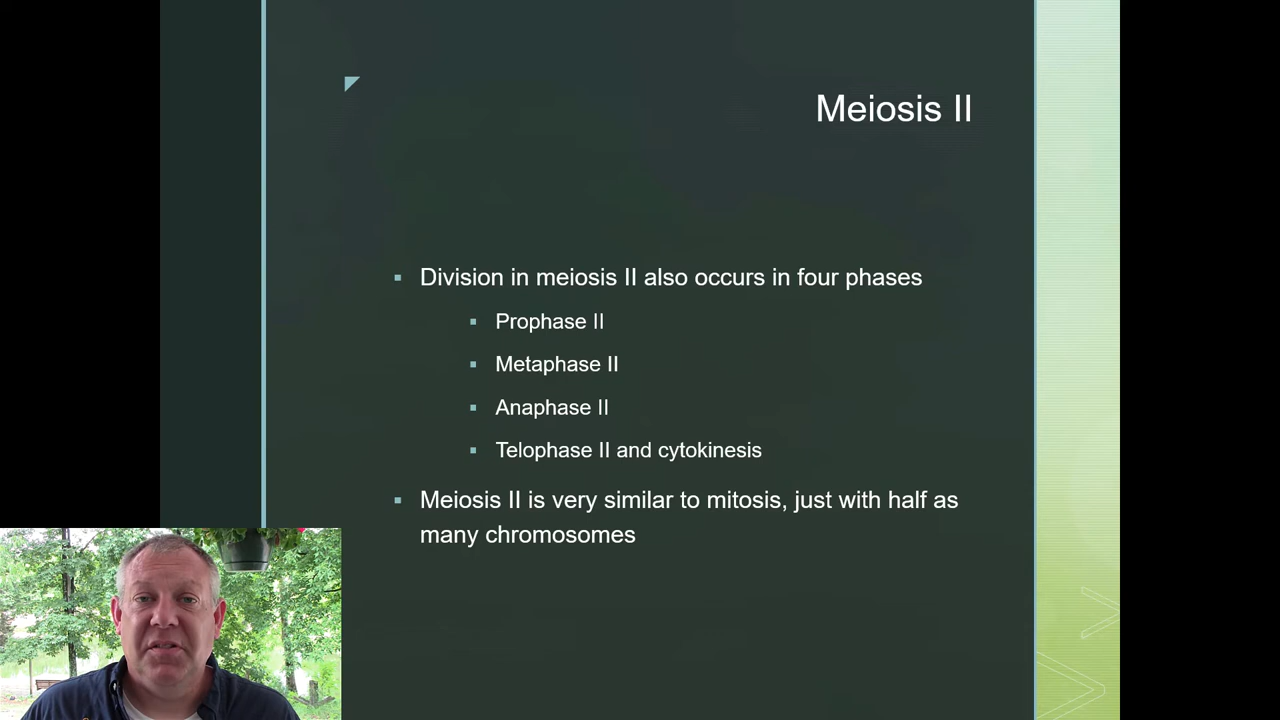 Meiosis II
Division in meiosis II also occurs in four phases
Prophase II
Metaphase II
Anaphase II
Telophase II and cytokinesis
Meiosis II is very similar to mitosis, just with half as
many chromosomes